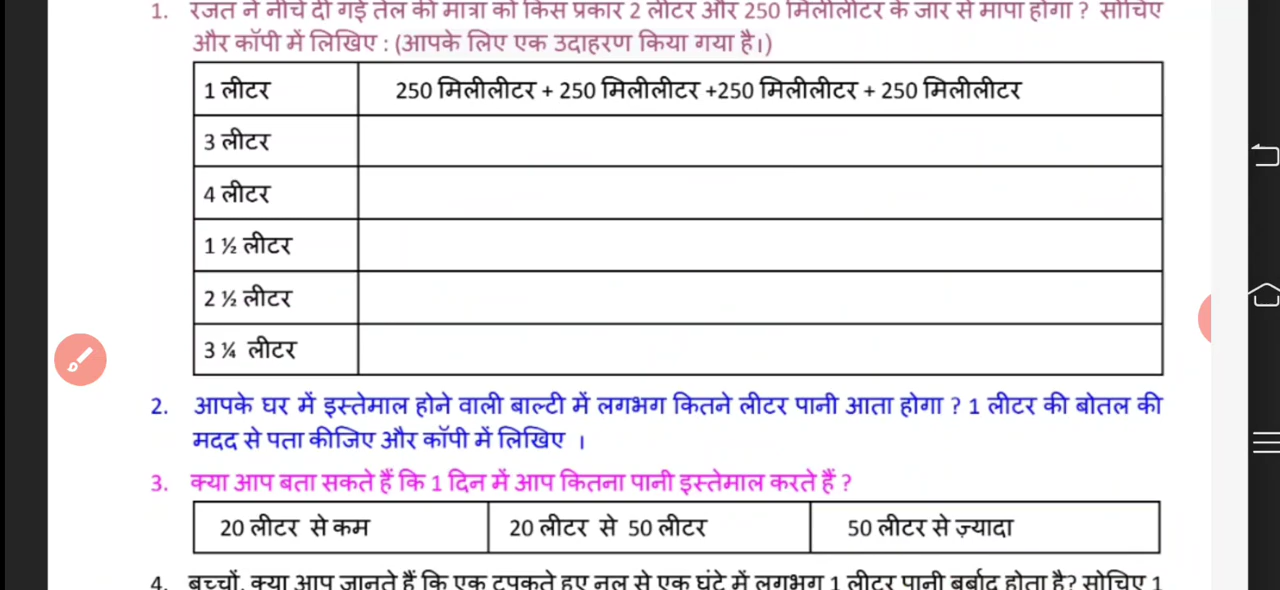 1. रजत ने नीचे दी गई तेल की मात्रा को किस प्रकार 2 लीटर और 250 मिलीलीटर के जार से मापा होगा ? सोचिए
और कॉपी में लिखिए : (आपके लिए एक उदाहरण किया गया है।)
1 लीटर 250 मिलीलीटर + 250 मिलीलीटर +250 मिलीलीटर + 250 मिलीलीटर
3 लीटर
4 लीटर
1 ½ लीटर
2 ½ लीटर
3 ¼ लीटर
2. आपके घर में इस्तेमाल होने वाली बाल्टी में लगभग कितने लीटर पानी आता होगा ? 1 लीटर की बोतल की
मदद से पता कीजिए और कॉपी में लिखिए ।
3. क्या आप बता सकते हैं कि 1 दिन में आप कितना पानी इस्तेमाल करते हैं ?
20 लीटर से कम 20 लीटर से 50 लीटर 50 लीटर से ज़्यादा
4. बच्चों, क्या आप जानते हैं कि एक टपकते हुए नल से एक घंटे में लगभग 1 लीटर पानी बर्बाद होता है? सोचिए 1